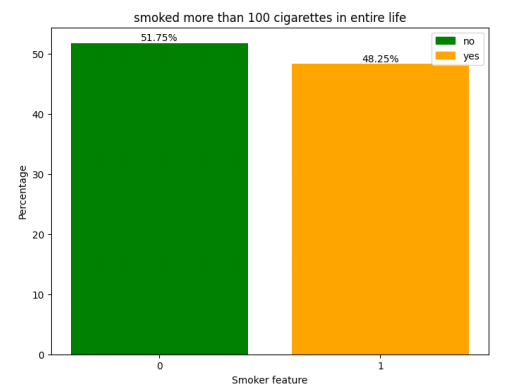 smoked more than 100 cigarettes in entire life
no
yes
51.75%
48.25%
50
40
30
20
10
0
Percentage
0
1
Smoker feature